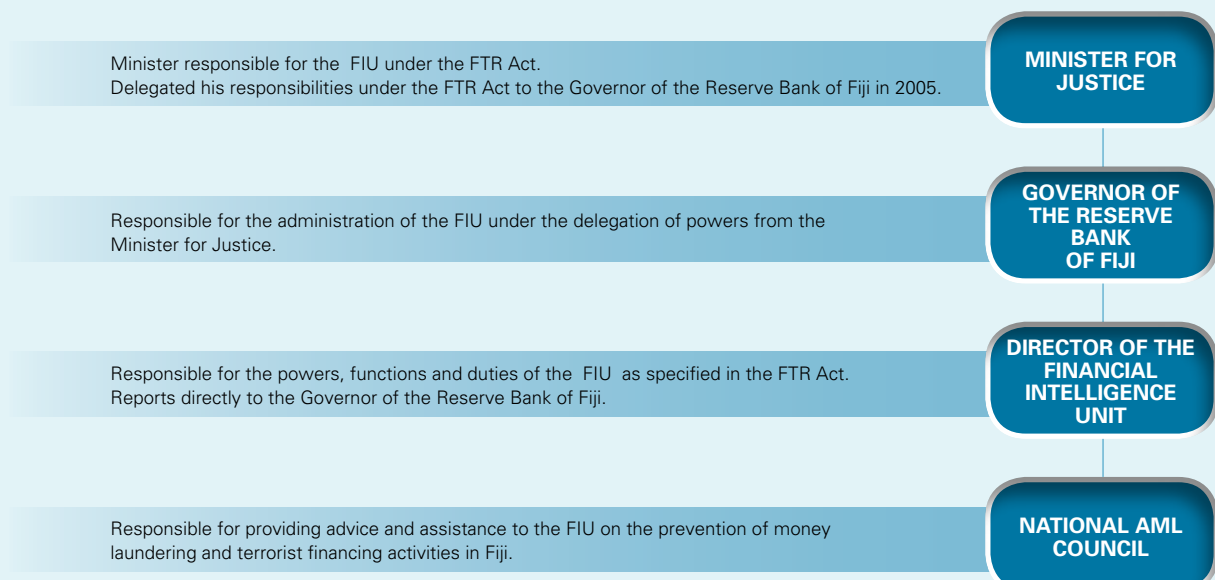 Minister responsible for the FIU under the FTR Act.
Delegated his responsibilities under the FTR Act to the Governor of the Reserve Bank of Fiji in 2005.
MINISTER FOR
JUSTICE
Responsible for the administration of the FIU under the delegation of powers from the
Minister for Justice.
GOVERNOR OF
THE RESERVE
BANK
OF FIJI
Responsible for the powers, functions and duties of the FIU as specified in the FTR Act.
Reports directly to the Governor of the Reserve Bank of Fiji.
DIRECTOR OF THE
FINANCIAL
INTELLIGENCE
UNIT
Responsible for providing advice and assistance to the FIU on the prevention of money
laundering and terrorist financing activities in Fiji.
NATIONAL AML
COUNCIL